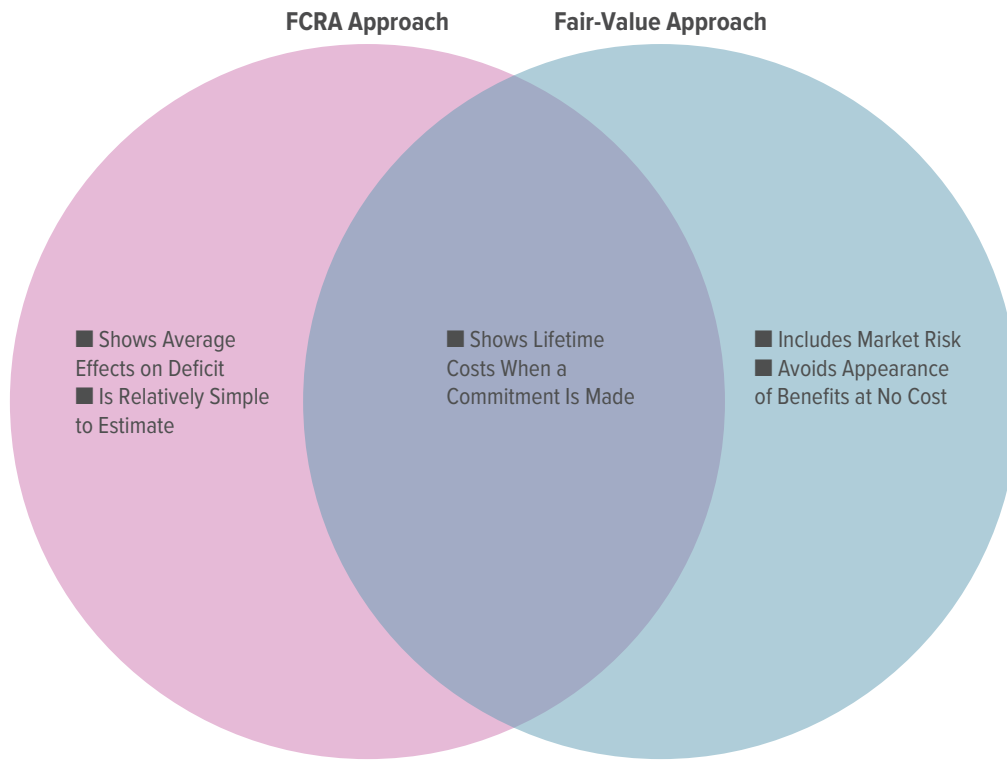 FCRA Approach
Fair-Value Approach
■ Shows Average
Effects on Deficit
■ Is Relatively Simple
to Estimate
■ Shows Lifetime
Costs When a
Commitment Is Made
■ Includes Market Risk
■ Avoids Appearance
of Benefits at No Cost